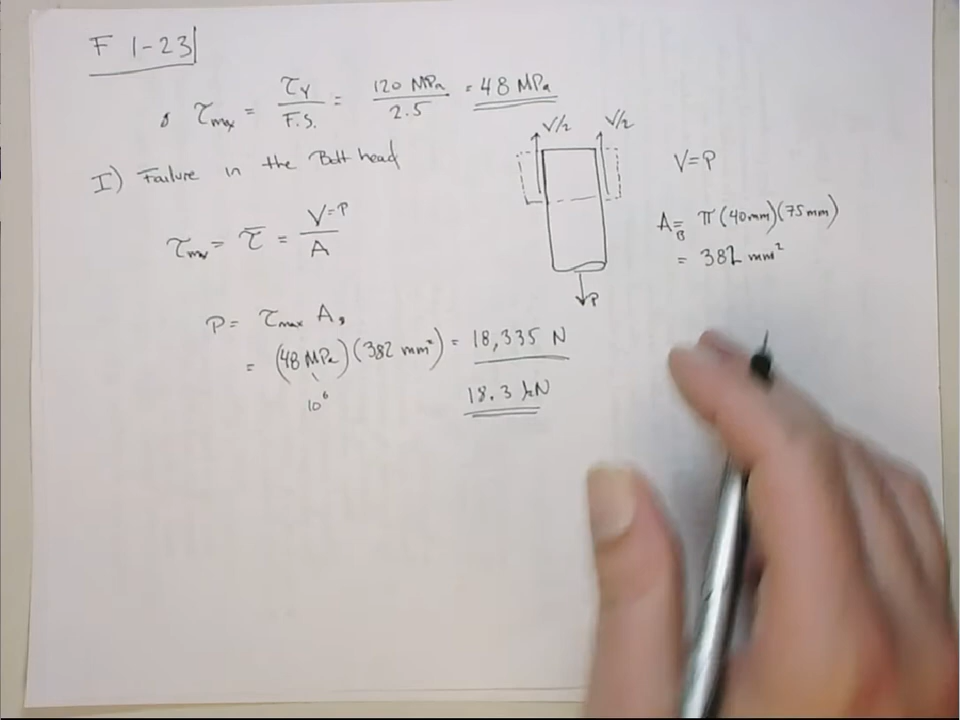 F 1-23
τmax = τY / F.S. = 120 MPa / 2.5 = 48 MPa
I) Failure in the Bolt head
V/2 V/2
V=P
τmax = τ̄ = V=P / A
A_B = π(40mm)(75mm)
= 382 mm²
P
P = τmax A,
= (48 MPa)(382 mm²) = 18,335 N
10⁶
18.3 kN